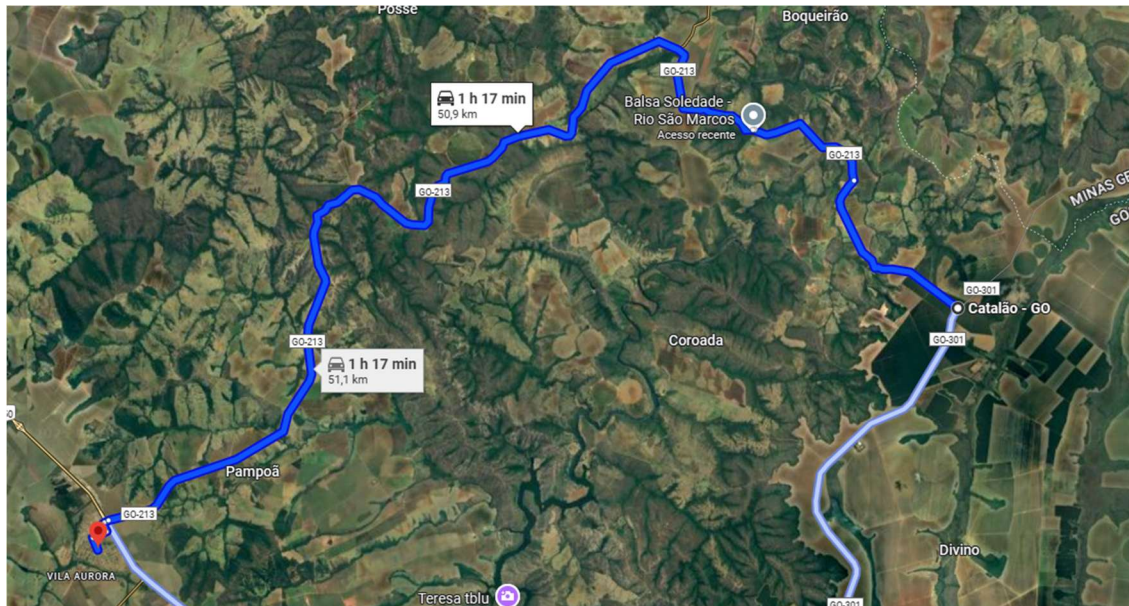 Posse
Boqueirão
GO-213
1 h 17 min
50,9 km
Balsa Soledade -
Rio São Marcos
Acesso recente
GO-213
MINAS GE
GO
GO-213
GO-301
Catalão - GO
GO-301
GO-213
Coroada
1 h 17 min
51,1 km
50
Pampoã
GO-213
Divino
VILA AURORA
Teresa tblu
GO-301